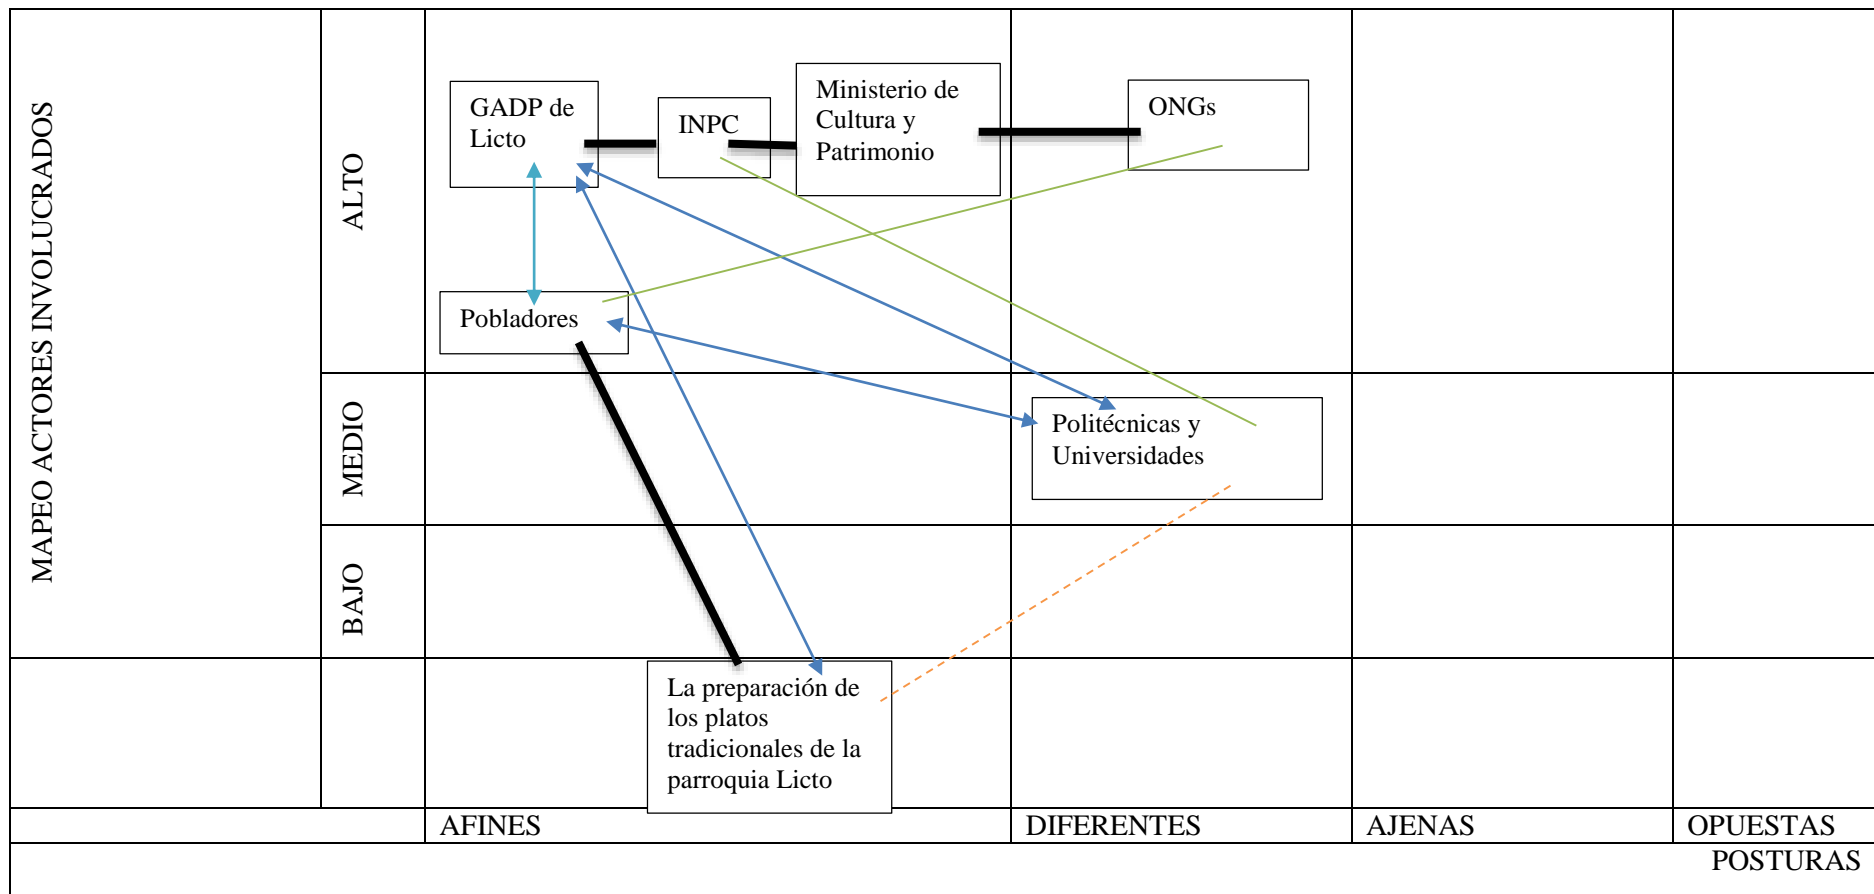 MAPEO ACTORES INVOLUCRADOS
ALTO
GADP de
Licto
INPC
Ministerio de
Cultura y
Patrimonio
ONGs
Pobladores
MEDIO
Politécnicas y
Universidades
BAJO
La preparación de
los platos
tradicionales de la
parroquia Licto
AFINES
DIFERENTES
AJENAS
OPUESTAS
POSTURAS